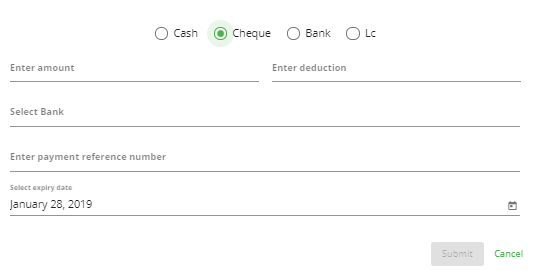 Cash Cheque Bank Lc
Enter amount Enter deduction
Select Bank
Enter payment reference number
Select expiry date
January 28, 2019
Submit Cancel